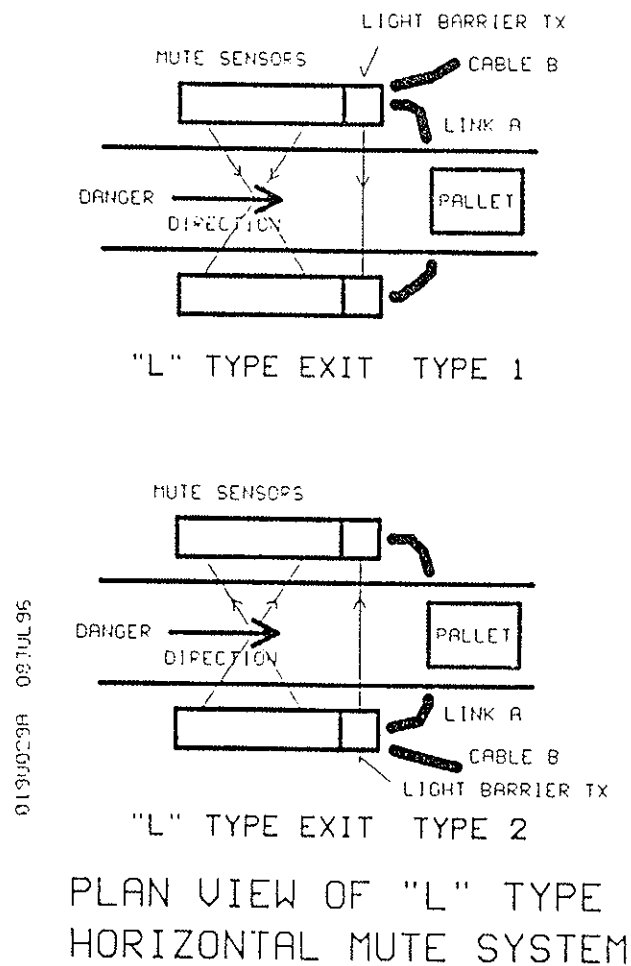 LIGHT BARRIER TX
MUTE SENSORS
CABLE B
LINK A
DANGER
PALLET
DIRECTION
"L" TYPE EXIT TYPE 1
MUTE SENSORS
DANGER
PALLET
DIRECTION
LINK A
CABLE B
LIGHT BARRIER TX
"L" TYPE EXIT TYPE 2
PLAN VIEW OF "L" TYPE
HORIZONTAL MUTE SYSTEM